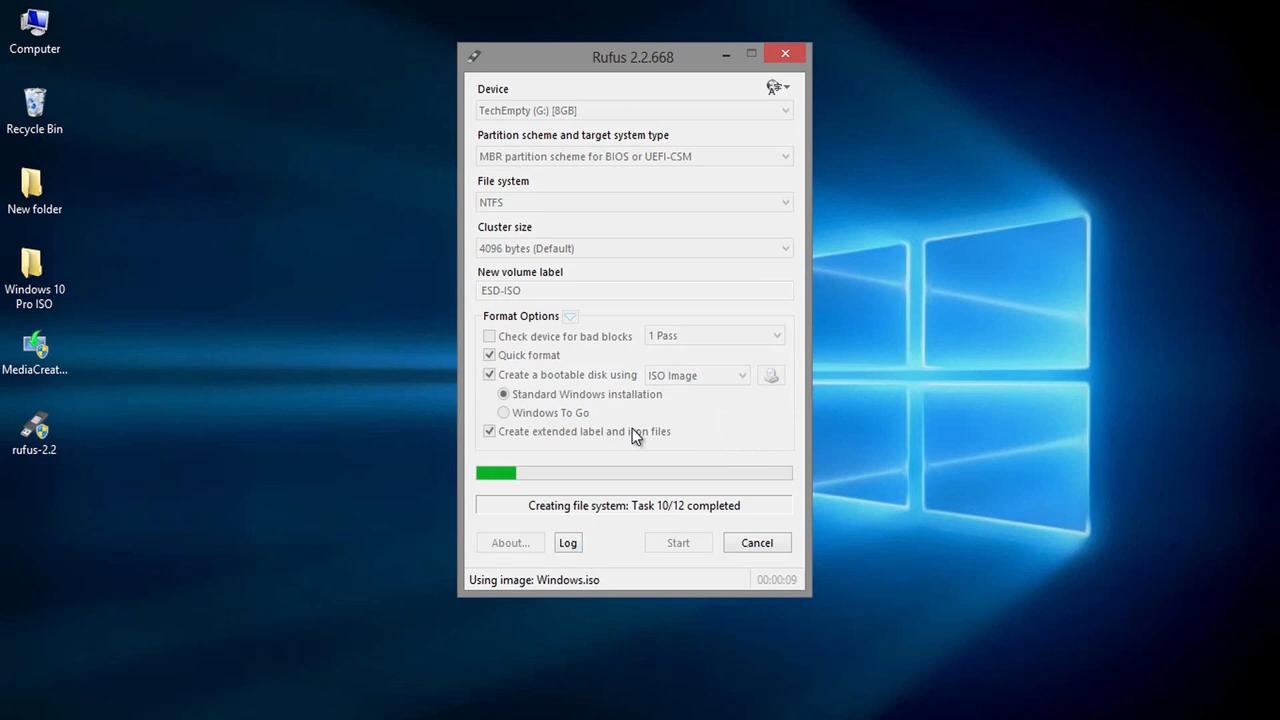 Computer
Recycle Bin
New folder
Windows 10
Pro ISO
MediaCreat...
rufus-2.2
Rufus 2.2.668
Device
TechEmpty (G:) [8GB]
Partition scheme and target system type
MBR partition scheme for BIOS or UEFI-CSM
File system
NTFS
Cluster size
4096 bytes (Default)
New volume label
ESD-ISO
Format Options
Check device for bad blocks
1 Pass
Quick format
Create a bootable disk using
ISO Image
Standard Windows installation
Windows To Go
Create extended label and icon files
Creating file system: Task 10/12 completed
About...
Log
Start
Cancel
Using image: Windows.iso
00:00:09